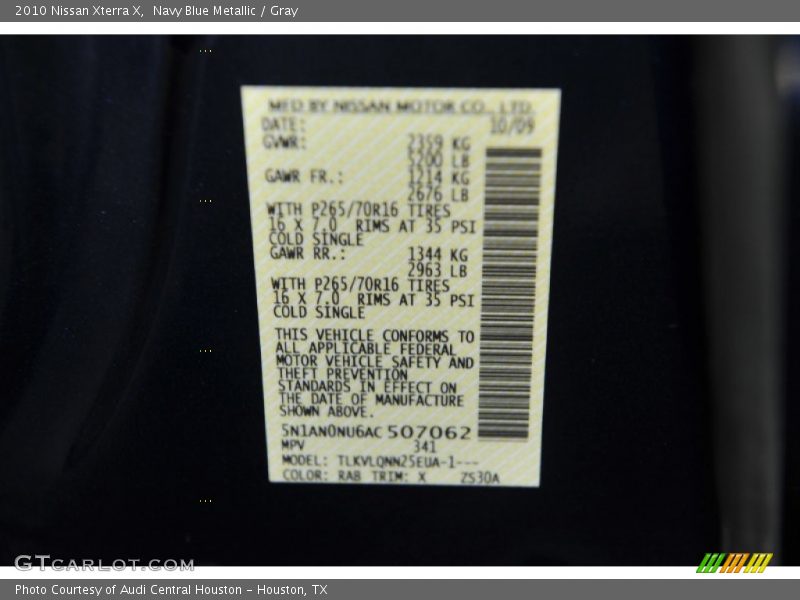 2010 Nissan Xterra X, Navy Blue Metallic / Gray
MFD BY NISSAN MOTOR CO., LTD.
DATE: 10/09
GVWR: 2359 KG
5200 LB
GAWR FR.: 1214 KG
2676 LB
WITH P265/70R16 TIRES
16 X 7.0 RIMS AT 35 PSI
COLD SINGLE
GAWR RR.: 1344 KG
2963 LB
WITH P265/70R16 TIRES
16 X 7.0 RIMS AT 35 PSI
COLD SINGLE
THIS VEHICLE CONFORMS TO
ALL APPLICABLE FEDERAL
MOTOR VEHICLE SAFETY AND
THEFT PREVENTION
STANDARDS IN EFFECT ON
THE DATE OF MANUFACTURE
SHOWN ABOVE.
5N1AN0NU6AC 507062
MPV 341
MODEL: TLKVLQNN25EUA-1---
COLOR: RAB TRIM: X ZS30A
GTCARLOT.COM
Photo Courtesy of Audi Central Houston - Houston, TX